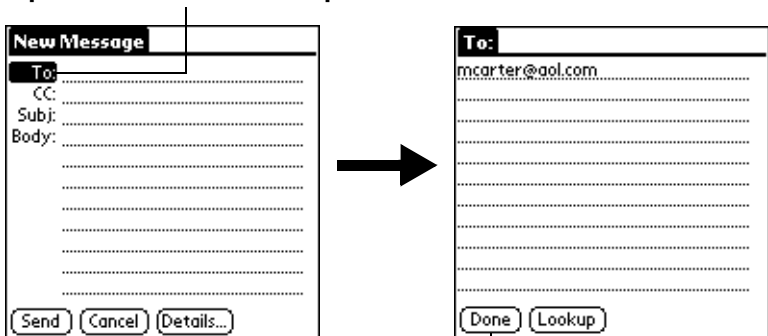 New Message
To:
CC:
Subj:
Body:
Send Cancel Details...
To:
mcarter@aol.com
Done Lookup